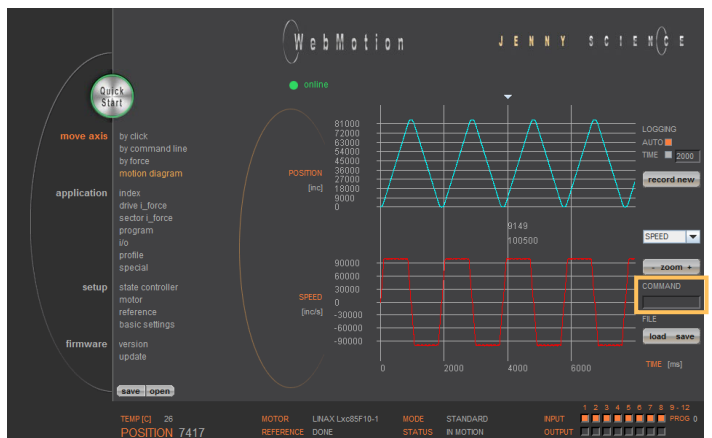 WebMotion
JENNY SCIENCE
online
Quick
Start
move axis
by click
by command line
by force
motion diagram
application
index
drive i_force
sector i_force
program
i/o
profile
special
setup
state controller
motor
reference
basic settings
firmware
version
update
save open
POSITION
[inc]
81000
72000
63000
54000
45000
36000
27000
18000
9000
0
9149
100500
SPEED
[inc/s]
90000
60000
30000
0
-30000
-60000
-90000
0 2000 4000 6000
LOGGING
AUTO
TIME 2000
record new
SPEED
- zoom +
COMMAND
FILE
load save
TIME [ms]
1 2 3 4 5 6 7 8 9-12
TEMP [C] 26 MOTOR LINAX Lxc85F10-1 MODE STANDARD INPUT PROG 0
POSITION 7417 REFERENCE DONE STATUS IN MOTION OUTPUT